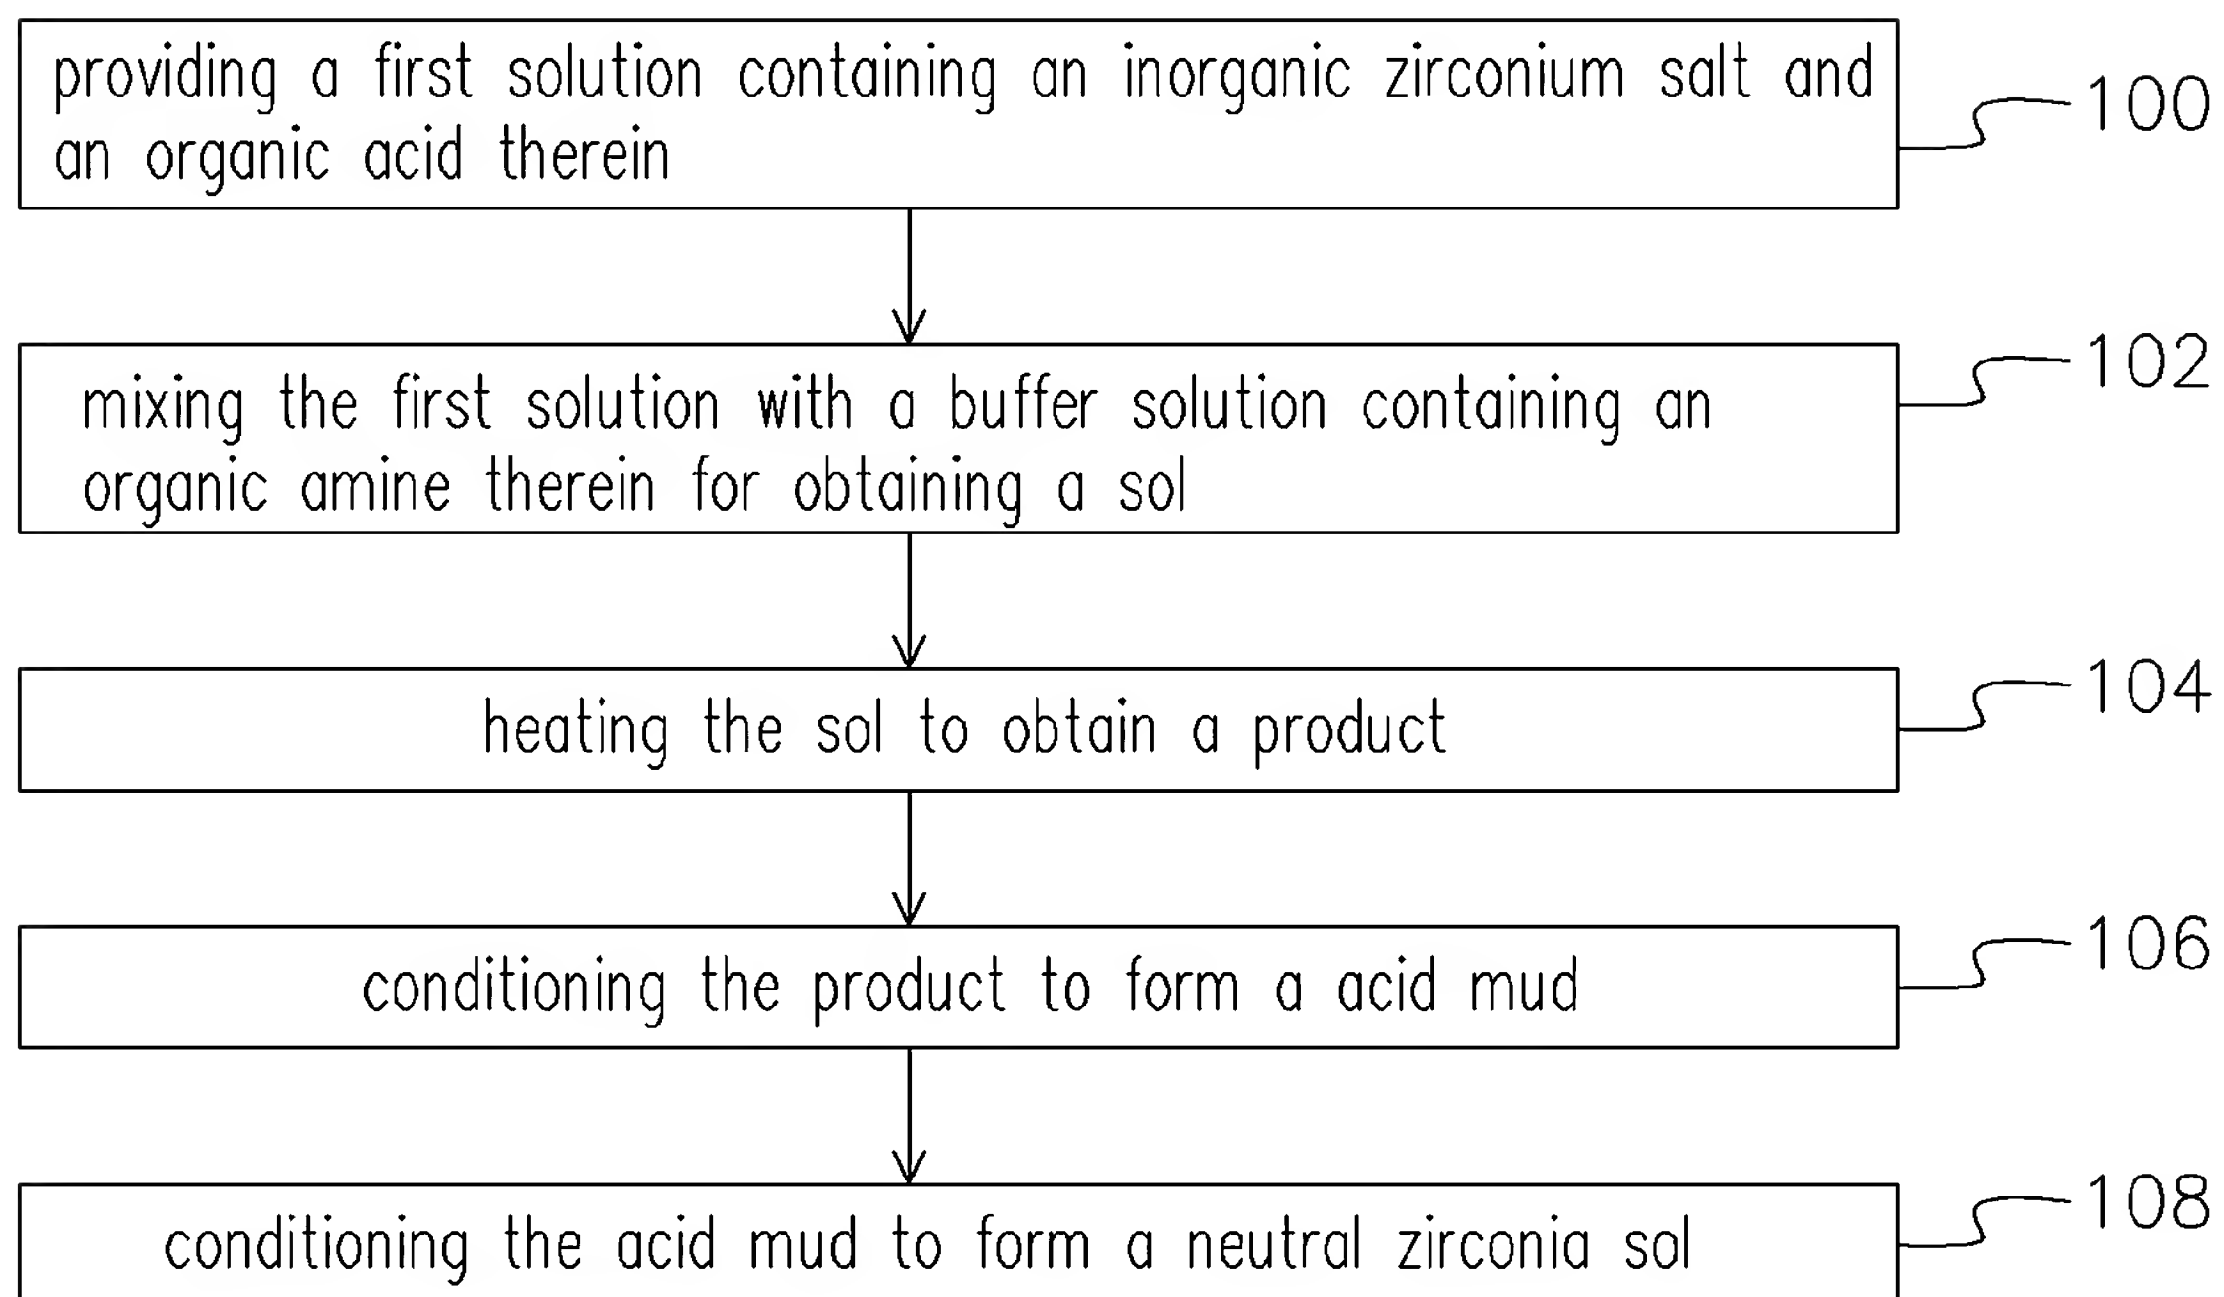 providing a first solution containing an inorganic zirconium salt and
an organic acid therein
100
mixing the first solution with a buffer solution containing an
organic amine therein for obtaining a sol
102
heating the sol to obtain a product
104
conditioning the product to form a acid mud
106
conditioning the acid mud to form a neutral zirconia sol
108